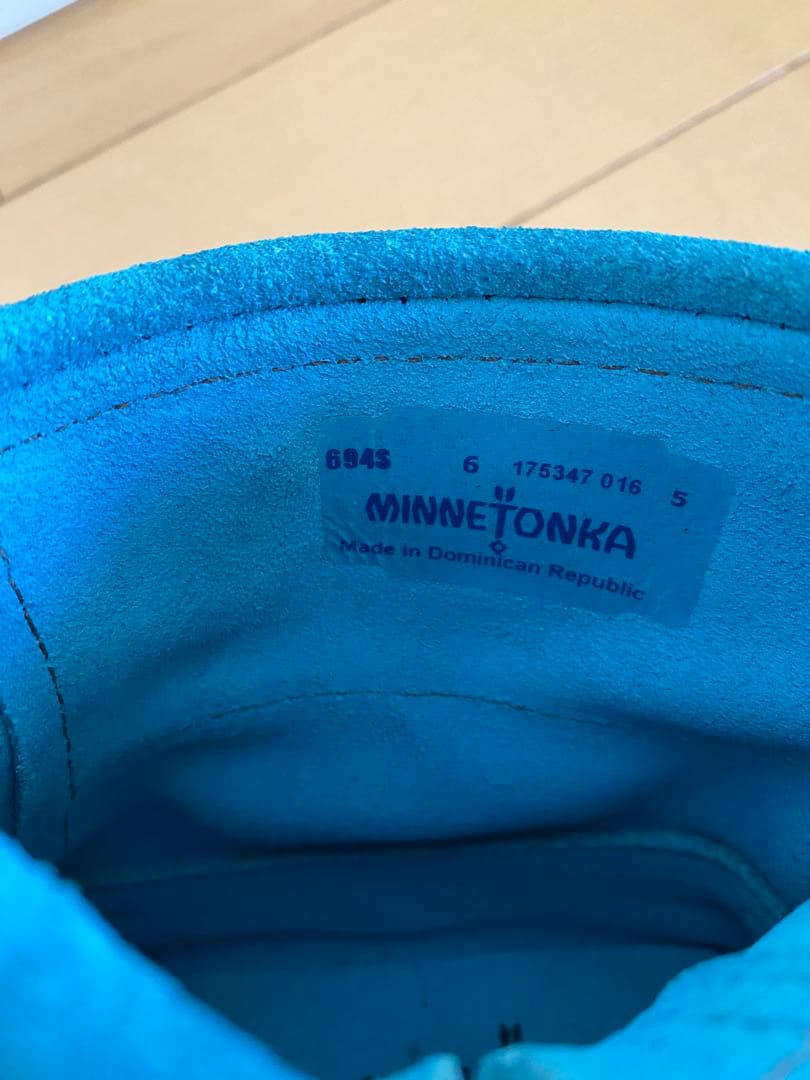 694S 6 175347 016 5
MINNETONKA
Made in Dominican Republic